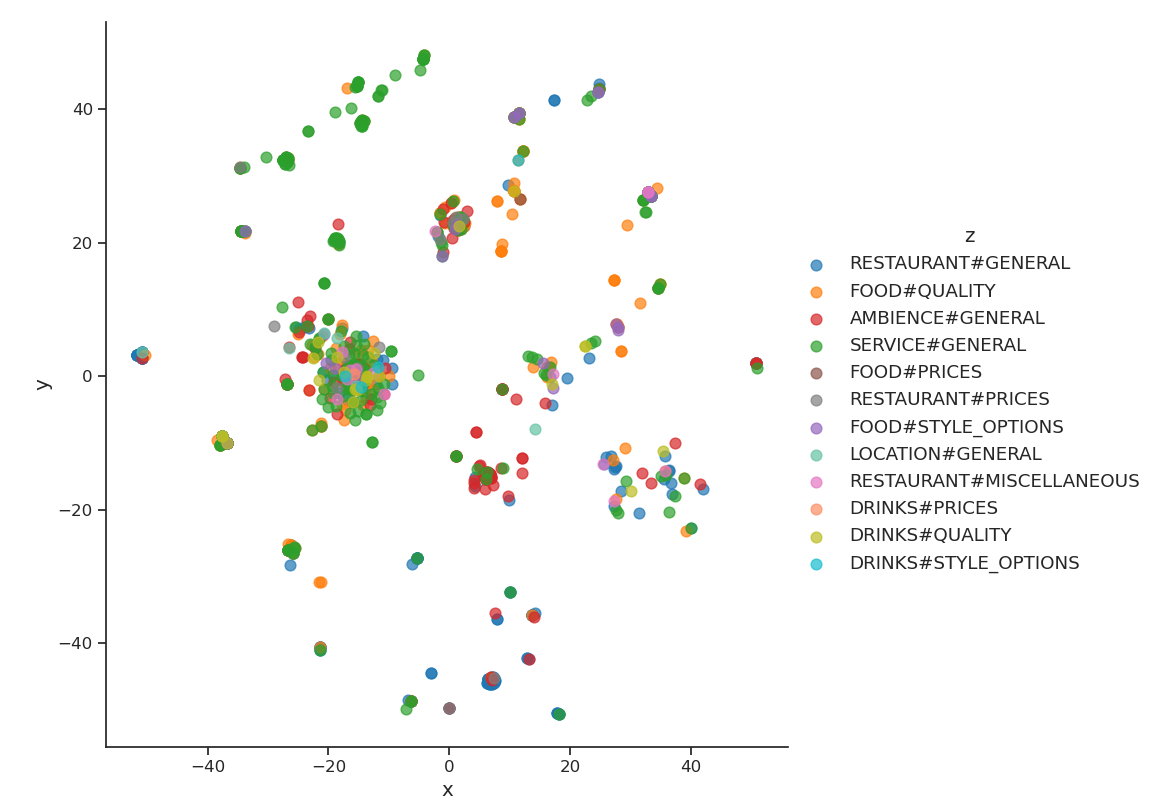 40
20
0
−20
−40
y
−40
−20
0
20
40
x
z
RESTAURANT#GENERAL
FOOD#QUALITY
AMBIENCE#GENERAL
SERVICE#GENERAL
FOOD#PRICES
RESTAURANT#PRICES
FOOD#STYLE_OPTIONS
LOCATION#GENERAL
RESTAURANT#MISCELLANEOUS
DRINKS#PRICES
DRINKS#QUALITY
DRINKS#STYLE_OPTIONS